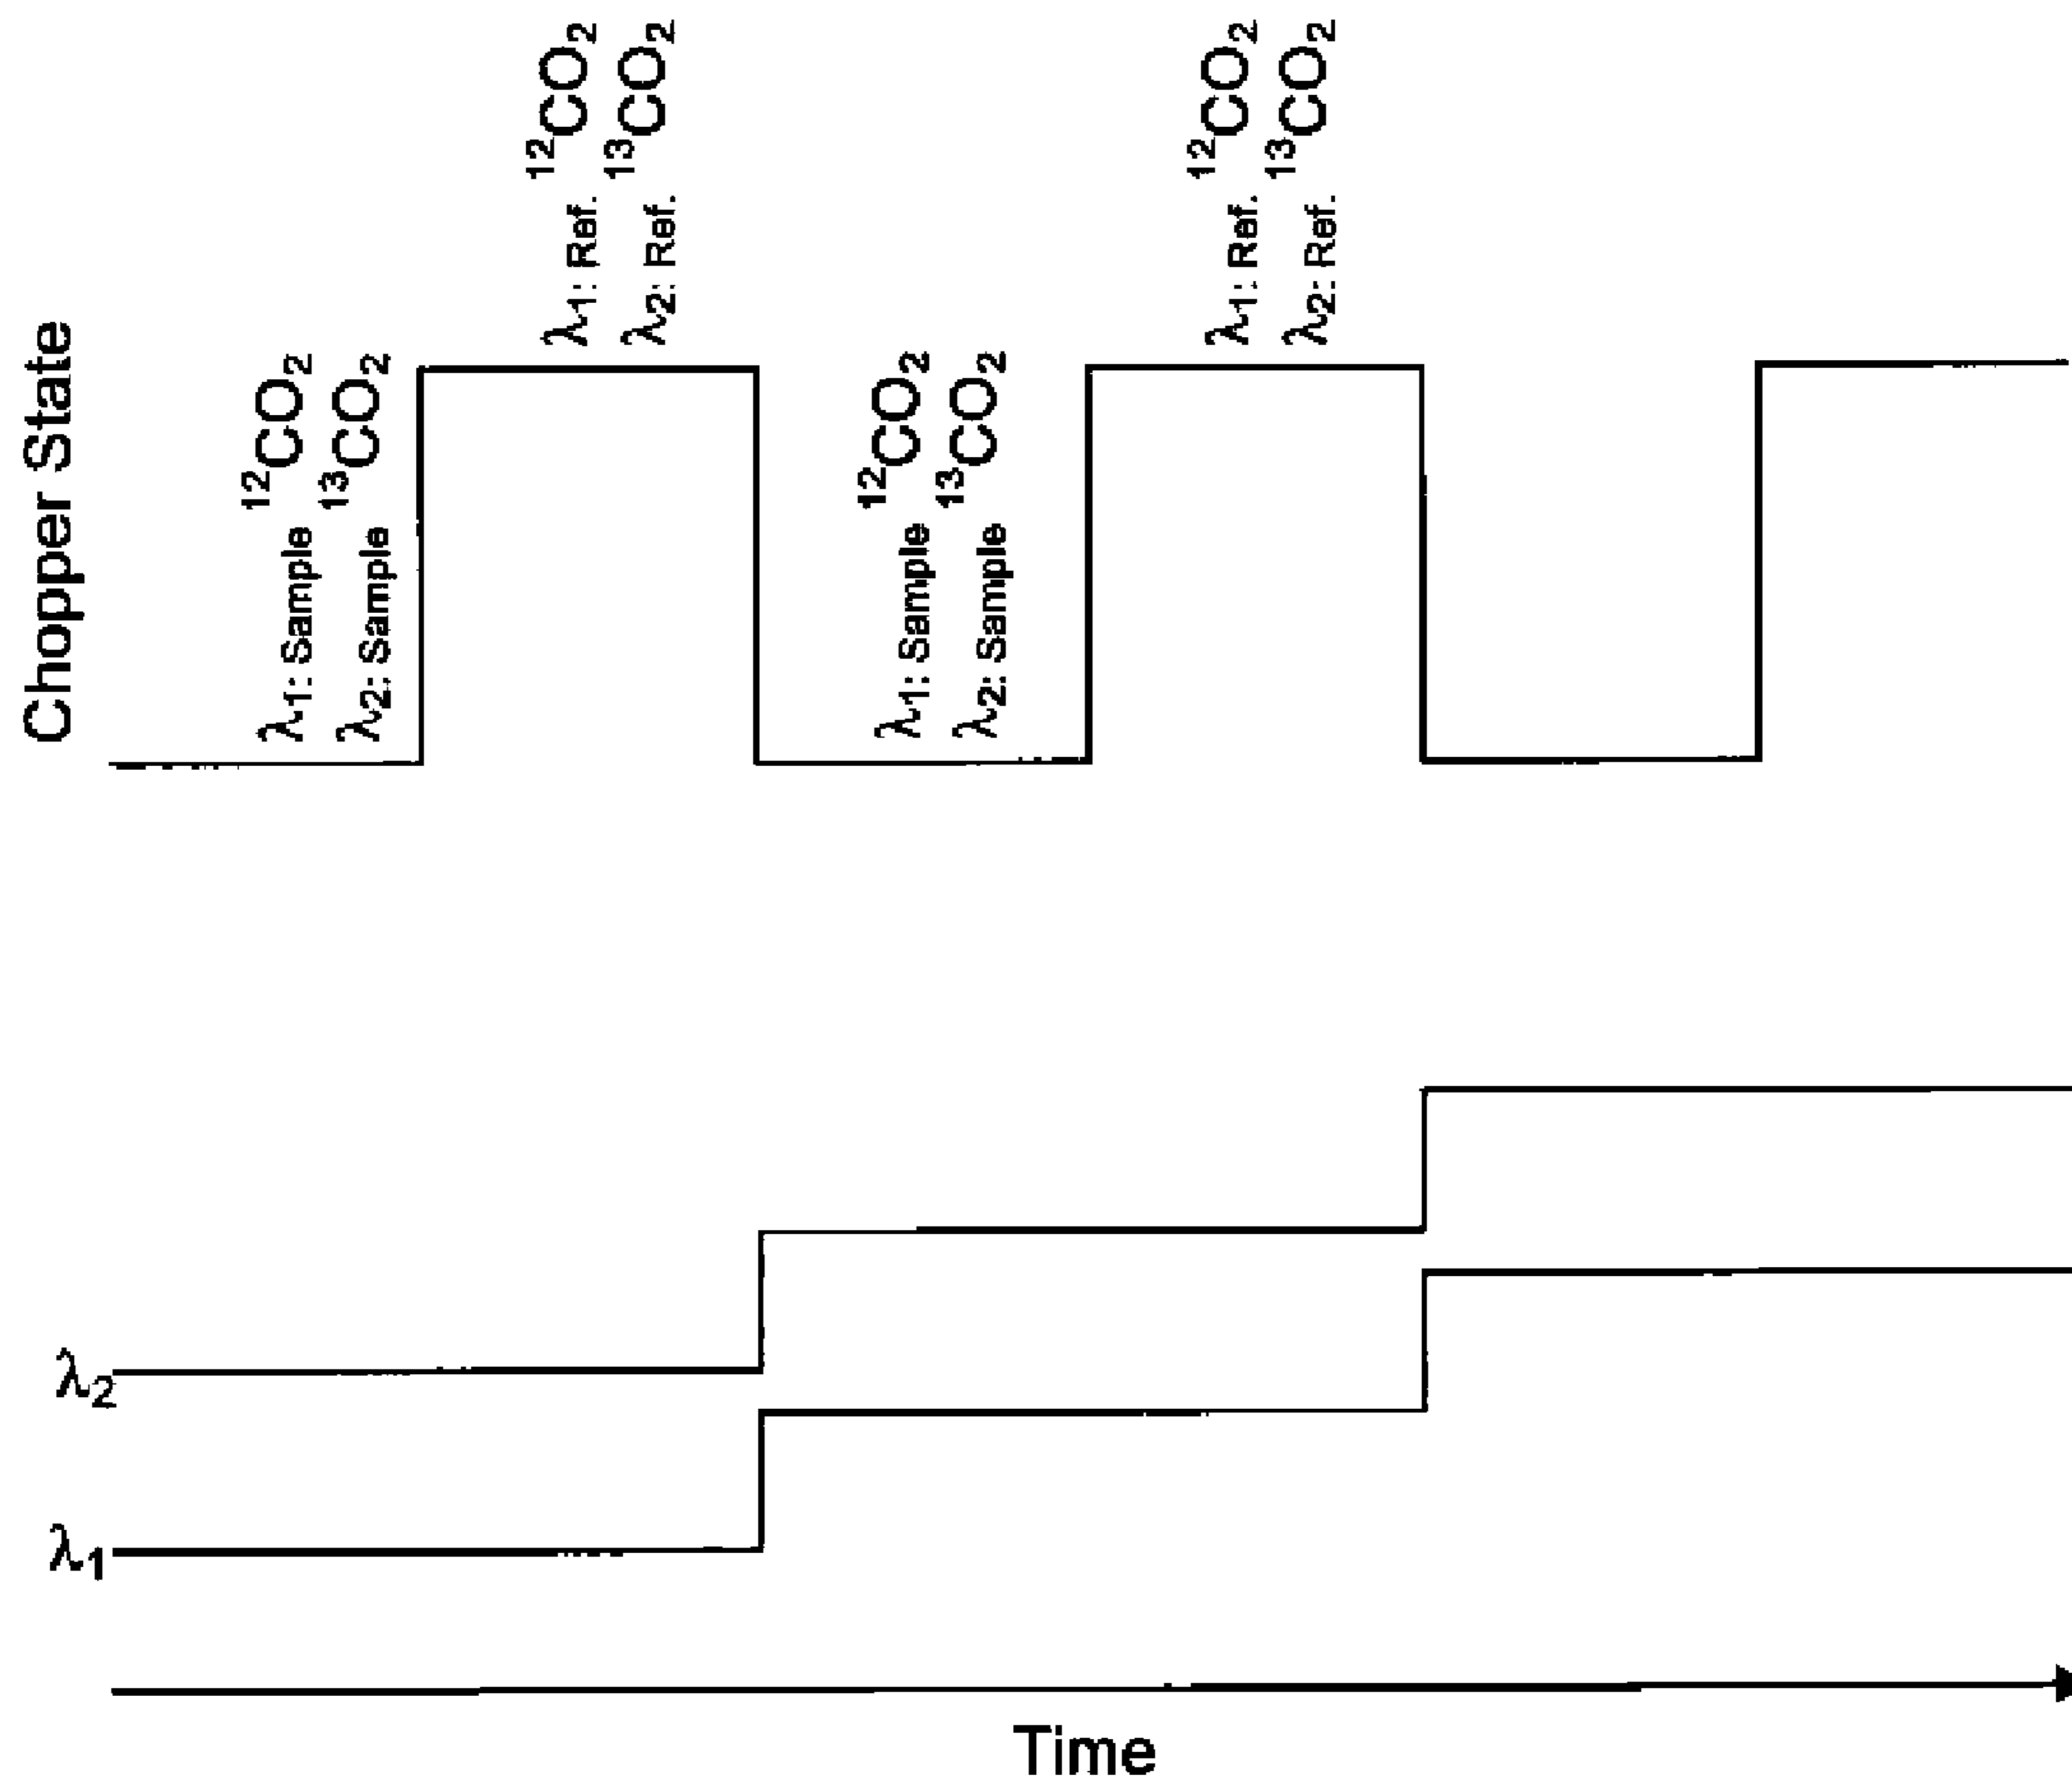 Chopper State
λ₁: Sample ¹²CO₂
λ₂: Sample ¹³CO₂
λ₁: Ref. ¹²CO₂
λ₂: Ref. ¹³CO₂
λ₁: Sample ¹²CO₂
λ₂: Sample ¹³CO₂
λ₁: Ref. ¹²CO₂
λ₂: Ref. ¹³CO₂
λ₂
λ₁
Time